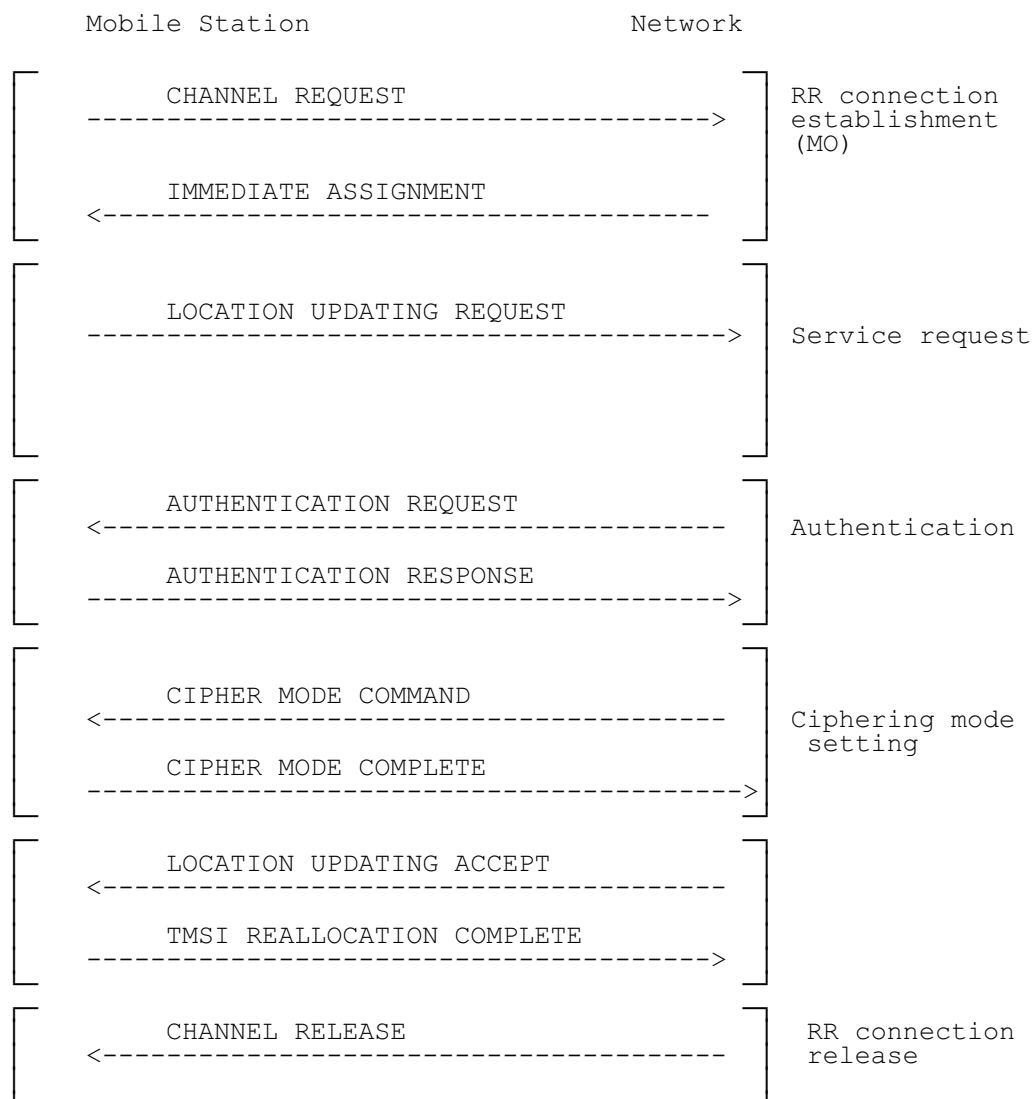 Mobile Station Network
CHANNEL REQUEST RR connection
--------------------------------------> establishment
(MO)
IMMEDIATE ASSIGNMENT
<--------------------------------------
LOCATION UPDATING REQUEST
----------------------------------------> Service request
AUTHENTICATION REQUEST
<--------------------------------------- Authentication
AUTHENTICATION RESPONSE
---------------------------------------->
CIPHER MODE COMMAND
<--------------------------------------- Ciphering mode
setting
CIPHER MODE COMPLETE
----------------------------------------->
LOCATION UPDATING ACCEPT
<---------------------------------------
TMSI REALLOCATION COMPLETE
--------------------------------------->
CHANNEL RELEASE RR connection
<--------------------------------------- release